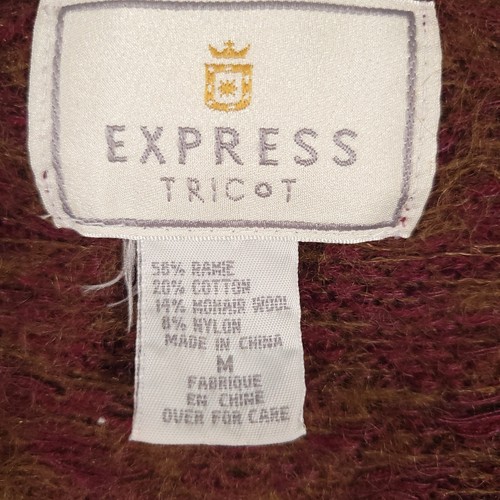 EXPRESS
TRICOT
58% RAMIE
20% COTTON
14% MOHAIR WOOL
8% NYLON
MADE IN CHINA
M
FABRIQUE
EN CHINE
OVER FOR CARE